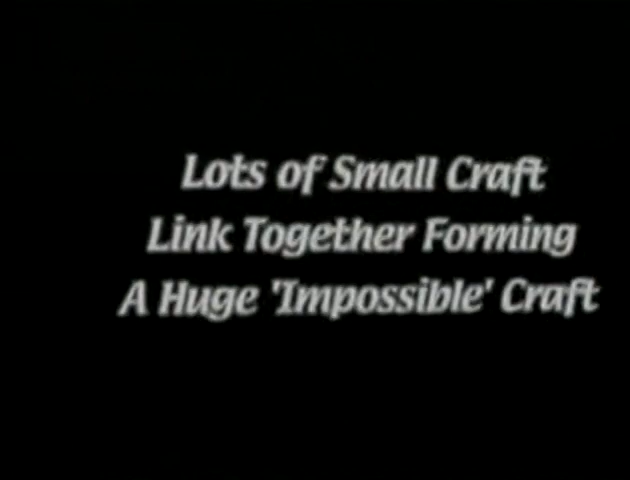 Lots of Small Craft
Link Together Forming
A Huge 'Impossible' Craft